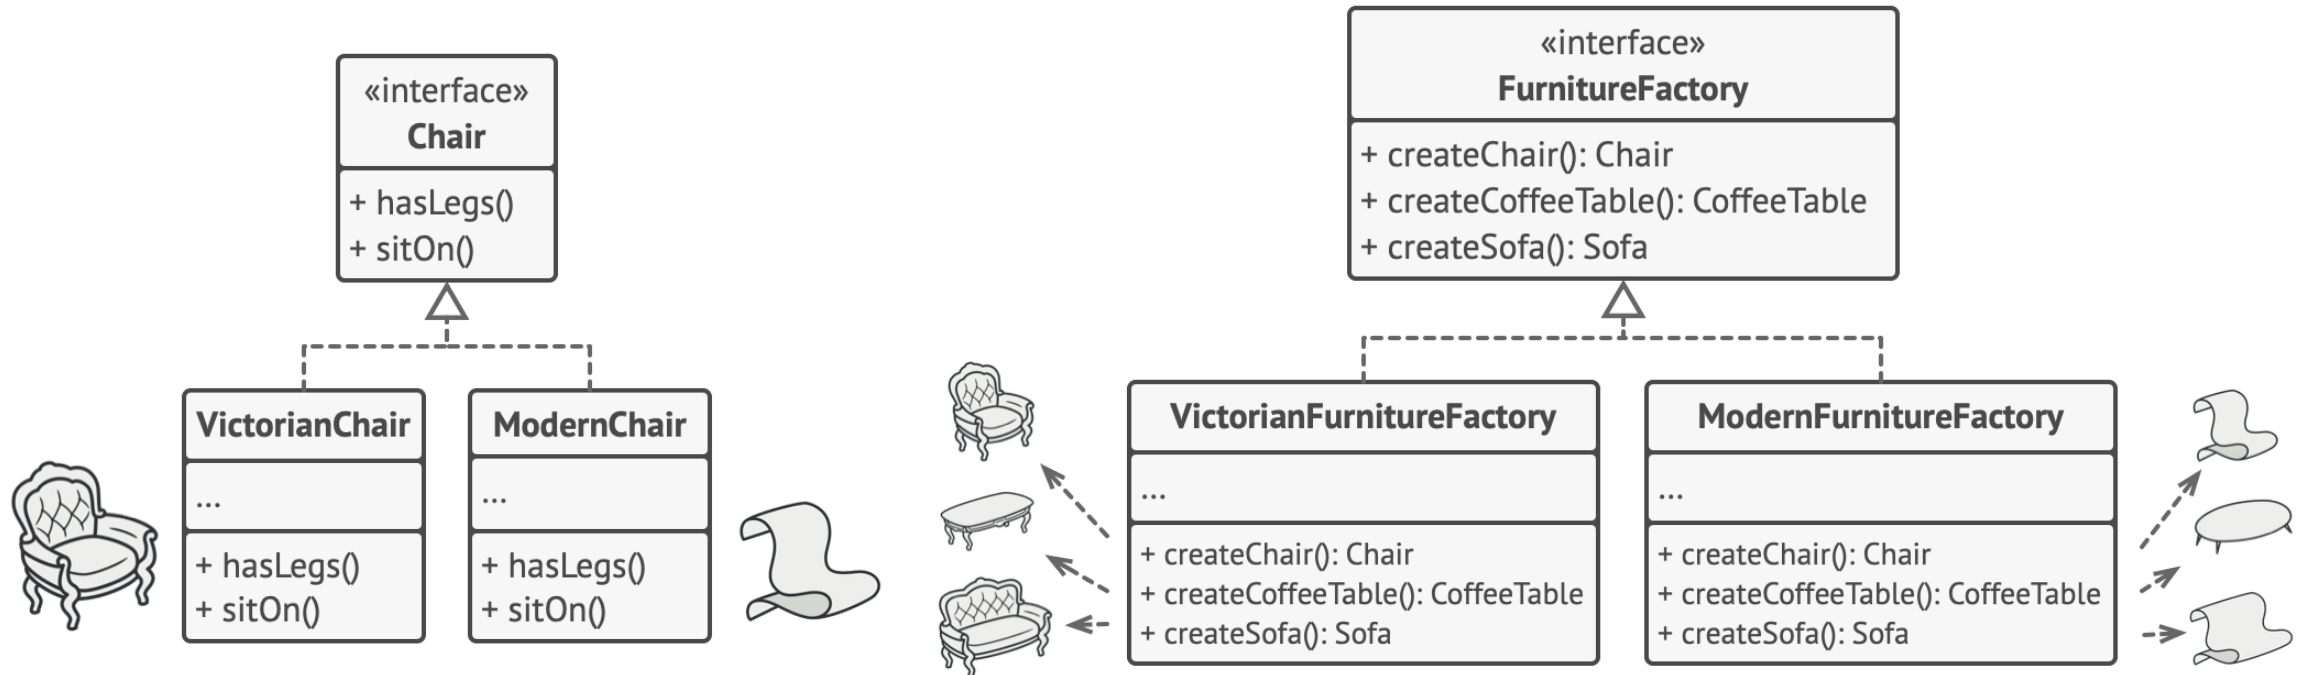 «interface»
Chair
+ hasLegs()
+ sitOn()
VictorianChair
...
+ hasLegs()
+ sitOn()
ModernChair
...
+ hasLegs()
+ sitOn()
«interface»
FurnitureFactory
+ createChair(): Chair
+ createCoffeeTable(): CoffeeTable
+ createSofa(): Sofa
VictorianFurnitureFactory
...
+ createChair(): Chair
+ createCoffeeTable(): CoffeeTable
+ createSofa(): Sofa
ModernFurnitureFactory
...
+ createChair(): Chair
+ createCoffeeTable(): CoffeeTable
+ createSofa(): Sofa